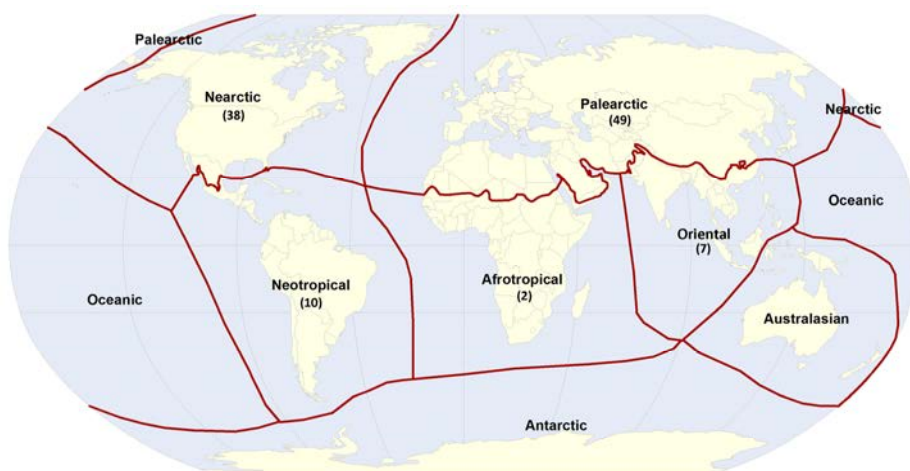 Palearctic
Nearctic
(38)
Palearctic
(49)
Nearctic
Oceanic
Oriental
(7)
Neotropical
(10)
Afrotropical
(2)
Oceanic
Australasian
Antarctic